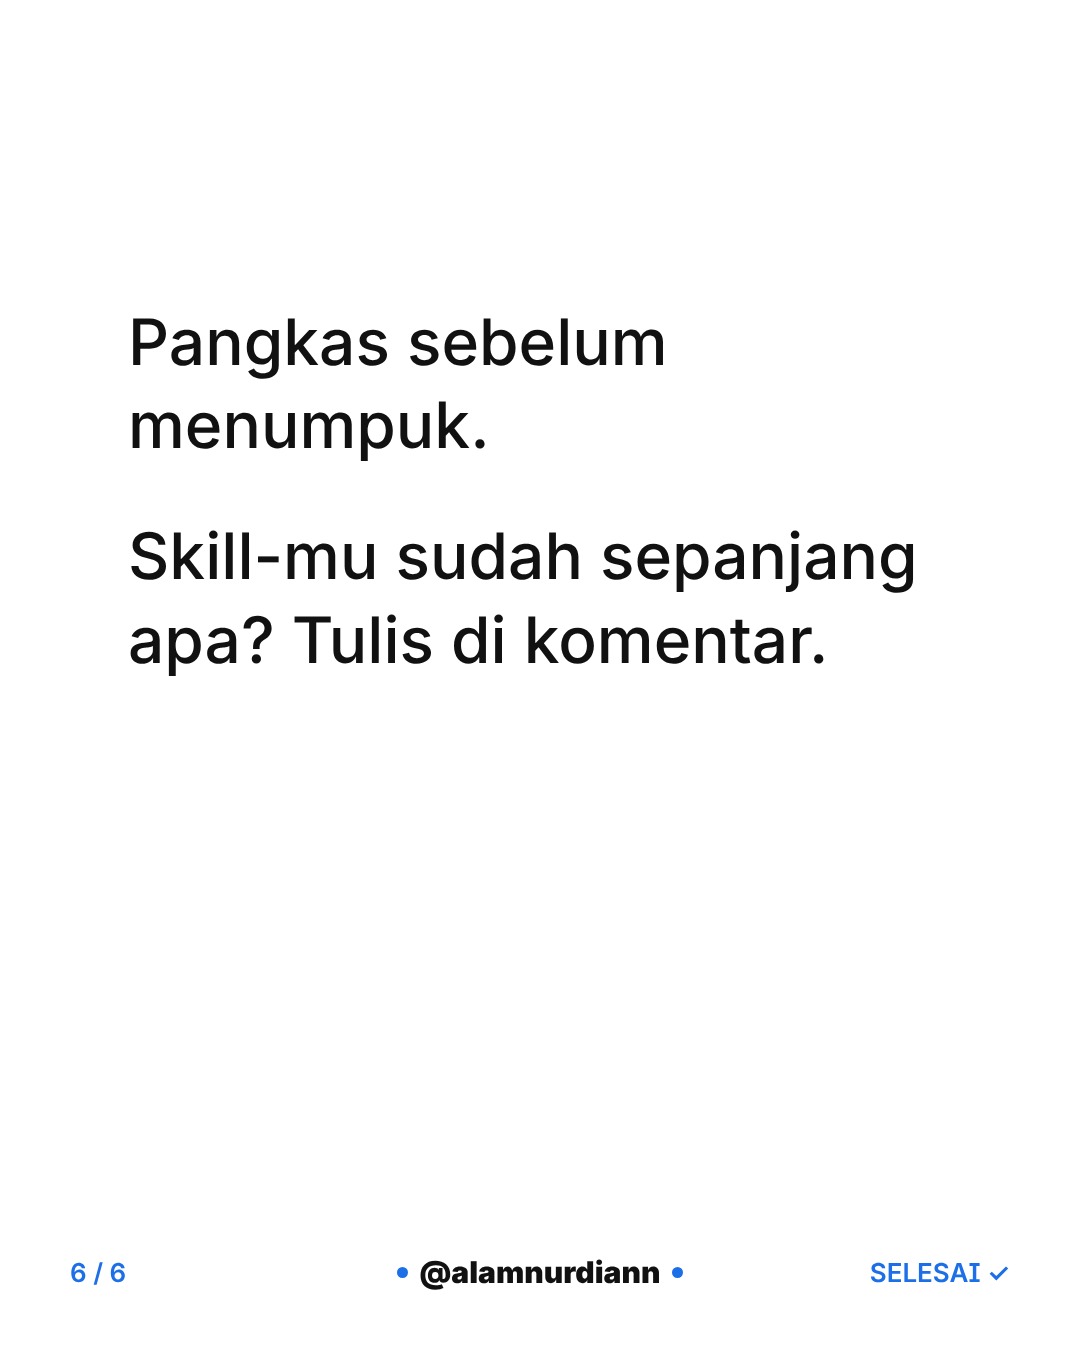 Pangkas sebelum
menumpuk.
Skill-mu sudah sepanjang
apa? Tulis di komentar.
6 / 6
• @alamnurdiann •
SELESAI ✓